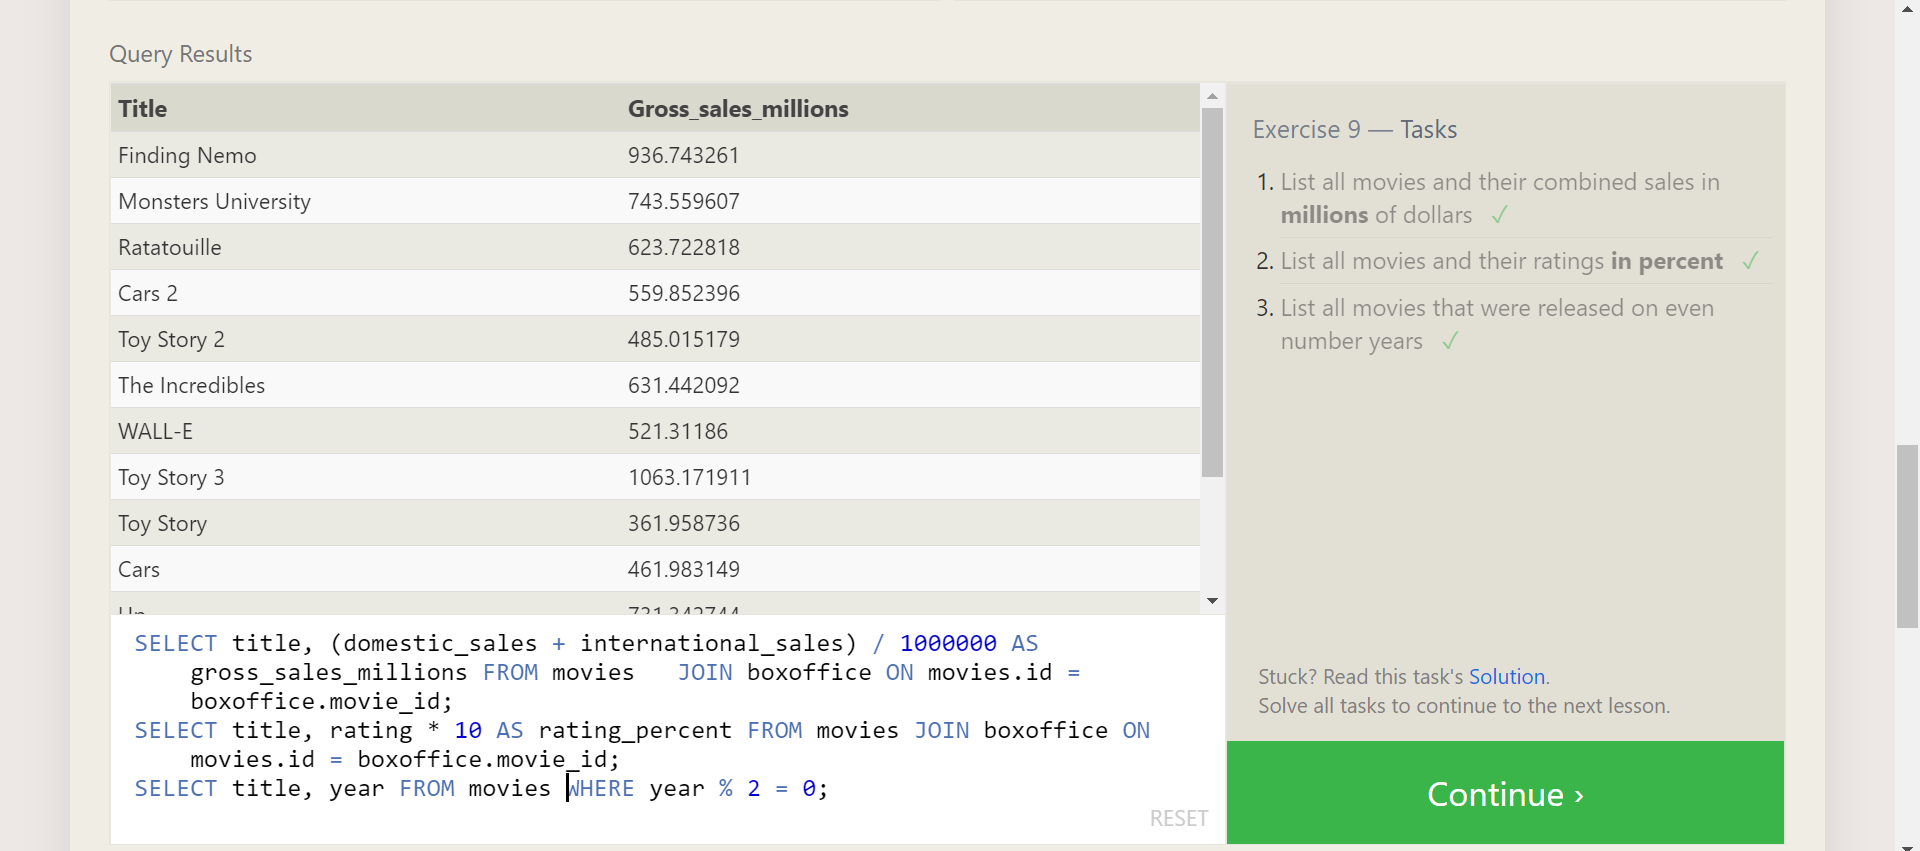 Query Results
Title Gross_sales_millions
Finding Nemo 936.743261
Monsters University 743.559607
Ratatouille 623.722818
Cars 2 559.852396
Toy Story 2 485.015179
The Incredibles 631.442092
WALL-E 521.31186
Toy Story 3 1063.171911
Toy Story 361.958736
Cars 461.983149
Up 731.342744
SELECT title, (domestic_sales + international_sales) / 1000000 AS
gross_sales_millions FROM movies   JOIN boxoffice ON movies.id =
boxoffice.movie_id;
SELECT title, rating * 10 AS rating_percent FROM movies JOIN boxoffice ON
movies.id = boxoffice.movie_id;
SELECT title, year FROM movies WHERE year % 2 = 0;
RESET
Exercise 9 — Tasks
1. List all movies and their combined sales in
millions of dollars ✓
2. List all movies and their ratings in percent ✓
3. List all movies that were released on even
number years ✓
Stuck? Read this task's Solution.
Solve all tasks to continue to the next lesson.
Continue ›